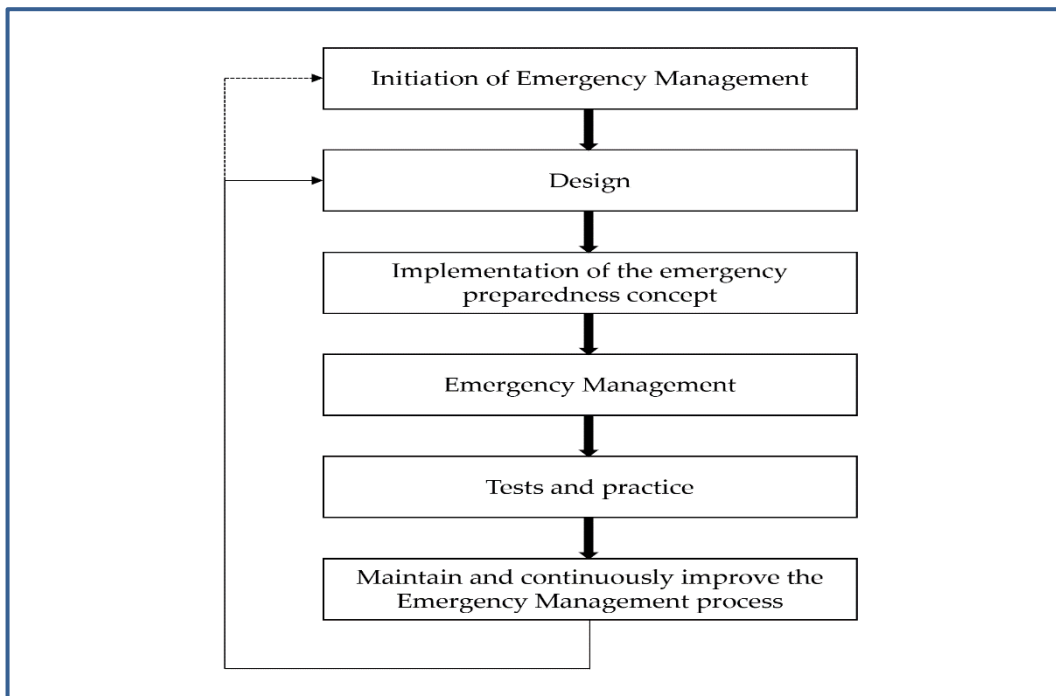 Initiation of Emergency Management
Design
Implementation of the emergency
preparedness concept
Emergency Management
Tests and practice
Maintain and continuously improve the
Emergency Management process